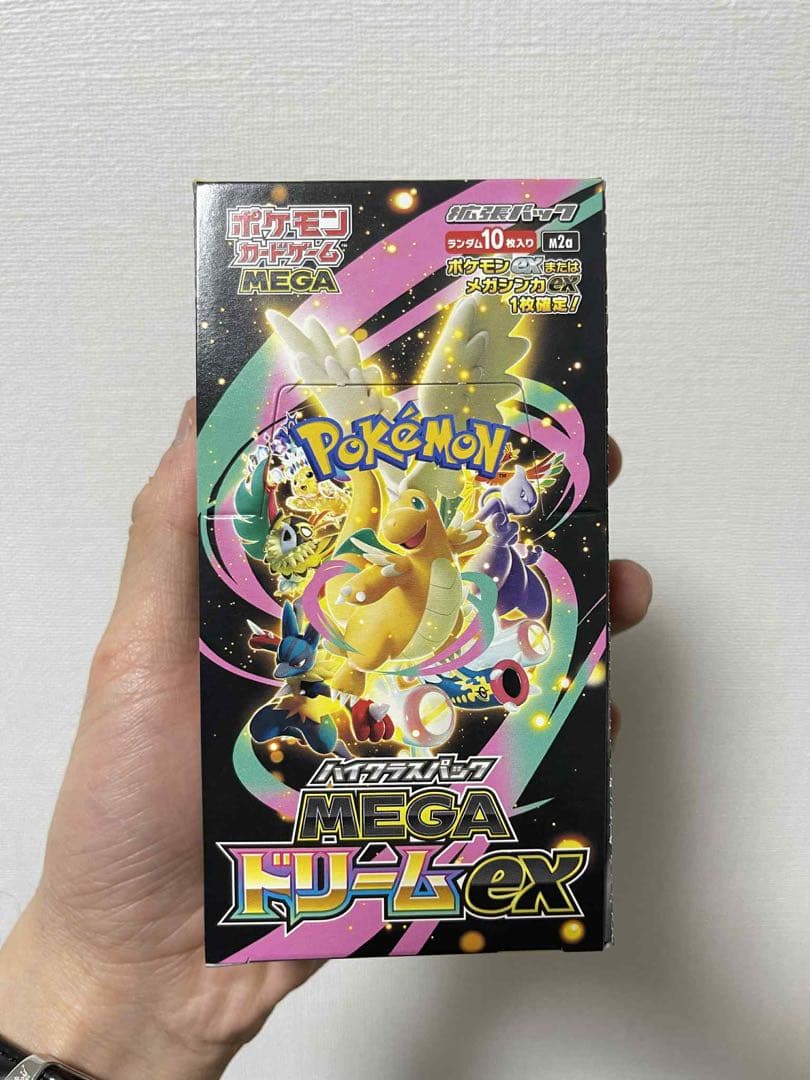 ポケモン
カードゲーム™
MEGA
拡張パック
ランダム10枚入り M2a
ポケモンexまたは
メガシンカex
1枚確定!
POKéMON™
ハイクラスパック
MEGA
ドリームex